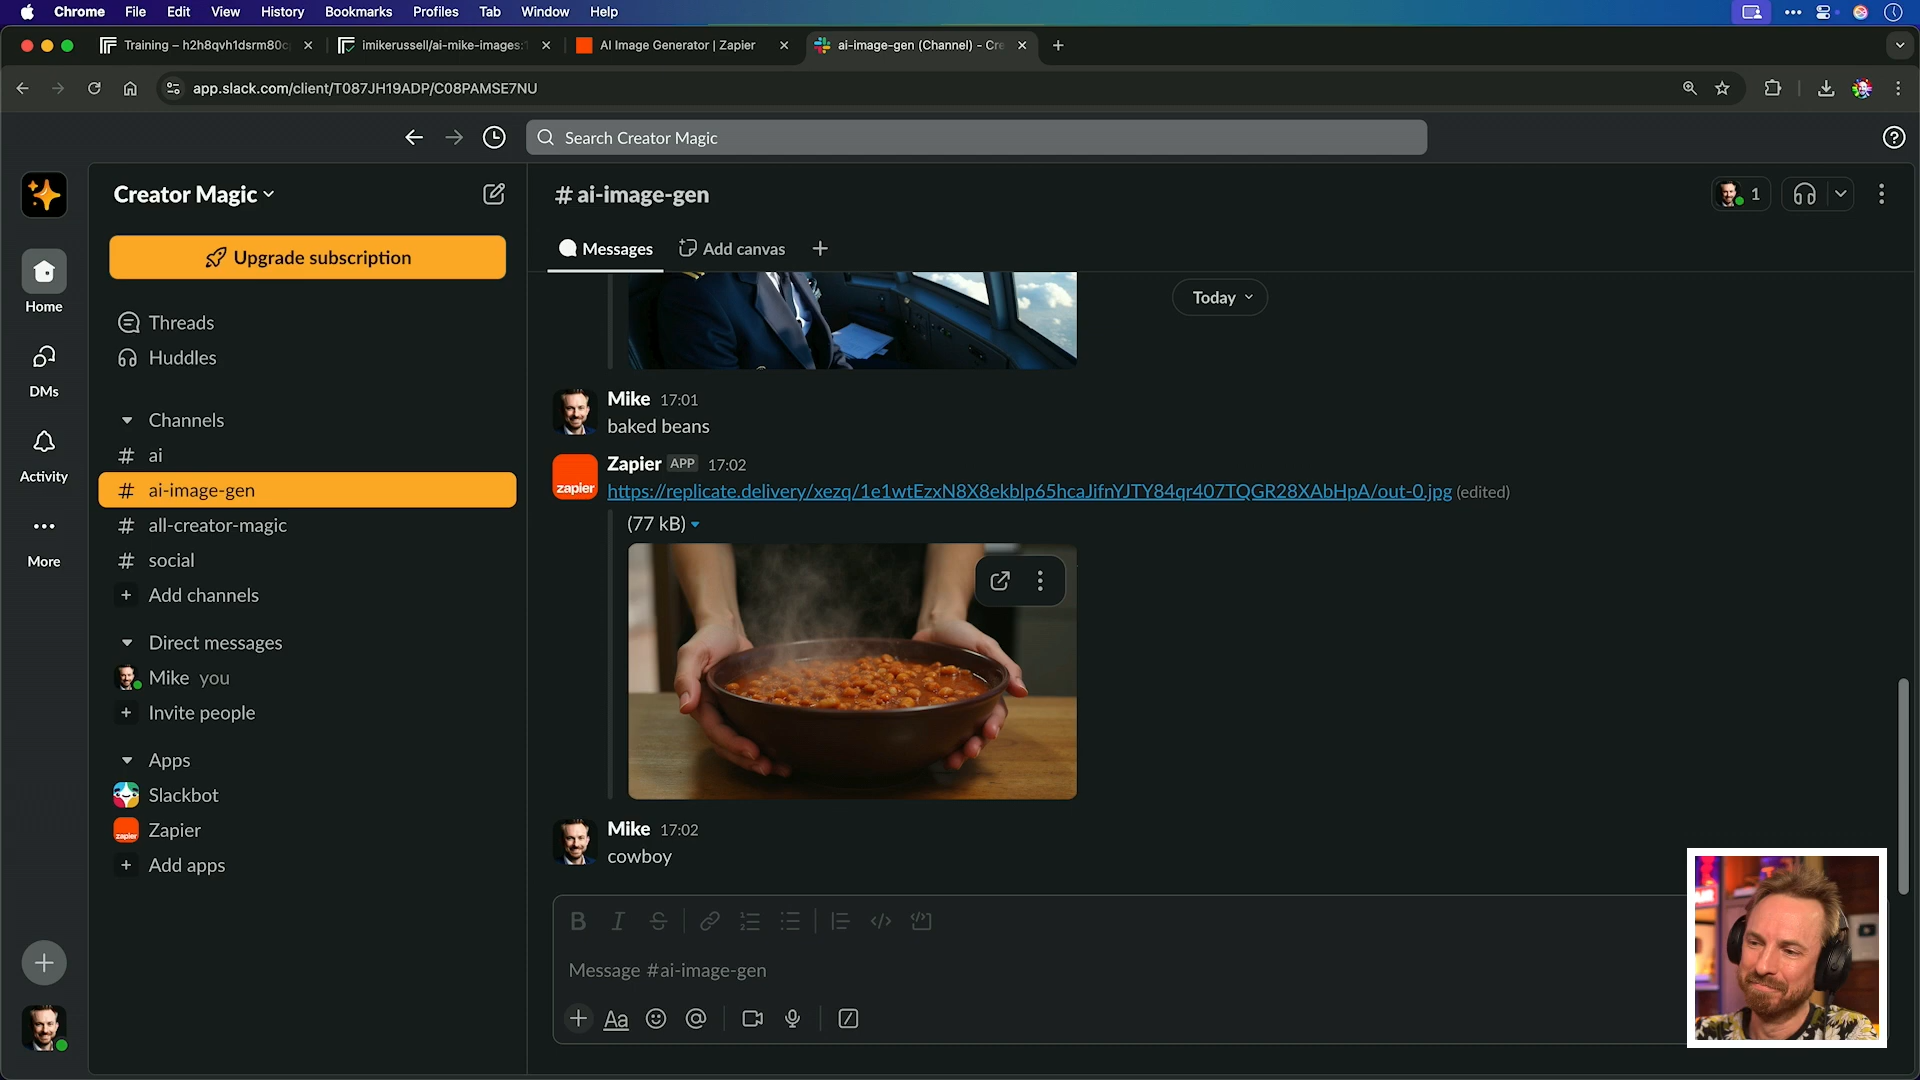 Chrome File Edit View History Bookmarks Profiles Tab Window Help
Training – h2h8qvh1dsrm80c
imikerussell/ai-mike-images:1
AI Image Generator | Zapier
ai-image-gen (Channel) - Cre
app.slack.com/client/T087JH19ADP/C08PAMSE7NU
Search Creator Magic
Creator Magic
# ai-image-gen
1
Upgrade subscription
Messages
Add canvas
Home
Threads
Huddles
DMs
Channels
# ai
# ai-image-gen
# all-creator-magic
# social
+ Add channels
Activity
More
Direct messages
Mike you
+ Invite people
Apps
Slackbot
zapier Zapier
+ Add apps
Today
Mike 17:01
baked beans
zapier
Zapier APP 17:02
https://replicate.delivery/xezq/1e1wtEzxN8X8ekblp65hcaJifnYJTY84qr407TQGR28XAbHpA/out-0.jpg (edited)
(77 kB)
Mike 17:02
cowboy
B I S
Message #ai-image-gen
+ Aa @